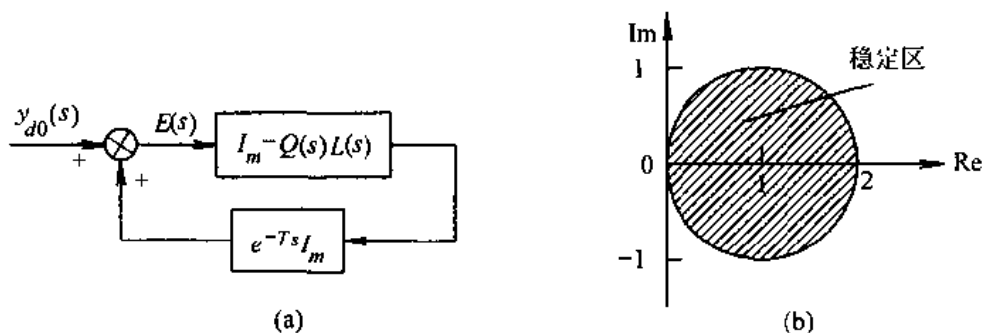 y_{d0}(s)
+
E(s)
I_m - Q(s)L(s)
+
e^{-Ts}I_m
(a)
Im
稳定区
1
0
1
2
Re
-1
(b)